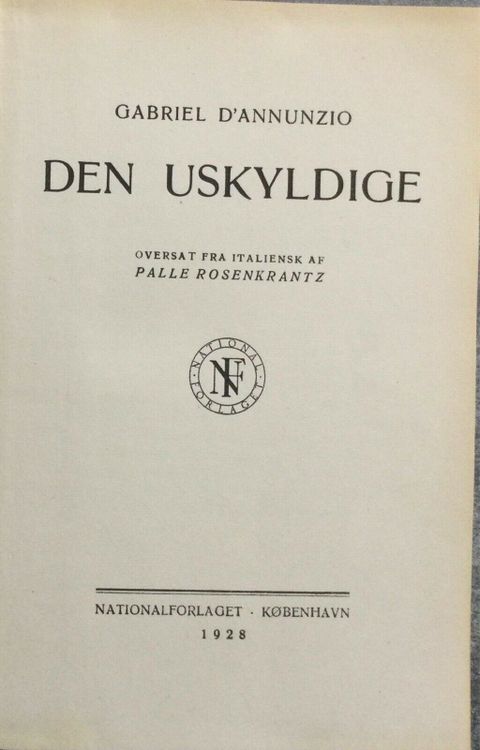 GABRIEL D'ANNUNZIO
DEN USKYLDIGE
OVERSAT FRA ITALIENSK AF
PALLE ROSENKRANTZ
NATIONAL
NF
FORLAGET
NATIONALFORLAGET · KØBENHAVN
1928